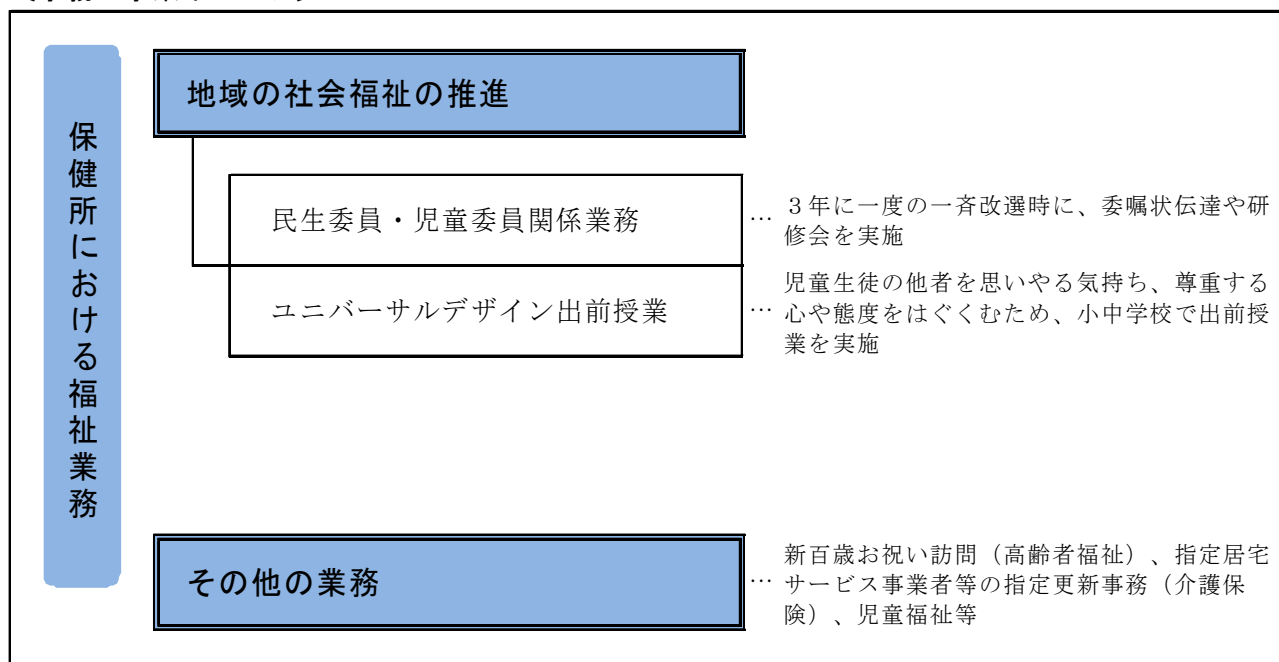 保健所における福祉業務
地域の社会福祉の推進
民生委員・児童委員関係業務
… ３年に一度の一斉改選時に、委嘱状伝達や研
修会を実施
ユニバーサルデザイン出前授業
児童生徒の他者を思いやる気持ち、尊重する
… 心や態度をはぐくむため、小中学校で出前授
業を実施
その他の業務
新百歳お祝い訪問（高齢者福祉）、指定居宅
… サービス事業者等の指定更新事務（介護保
険）、児童福祉等